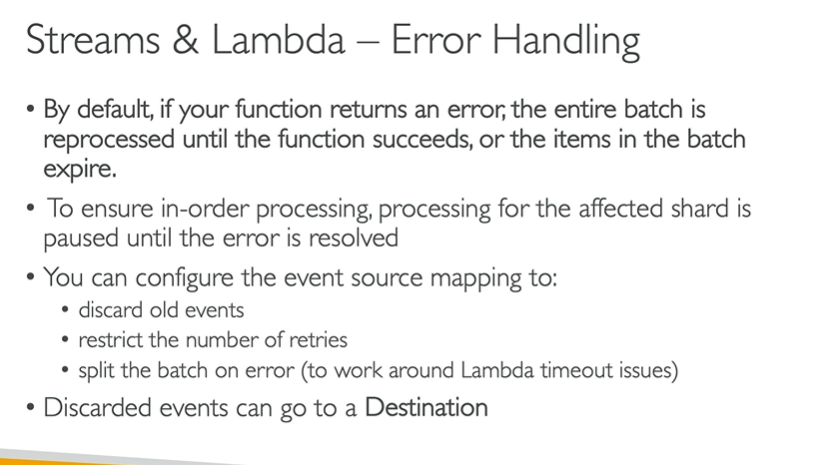 Streams & Lambda – Error Handling
• By default, if your function returns an error, the entire batch is
reprocessed until the function succeeds, or the items in the batch
expire.
• To ensure in-order processing, processing for the affected shard is
paused until the error is resolved
• You can configure the event source mapping to:
• discard old events
• restrict the number of retries
• split the batch on error (to work around Lambda timeout issues)
• Discarded events can go to a Destination